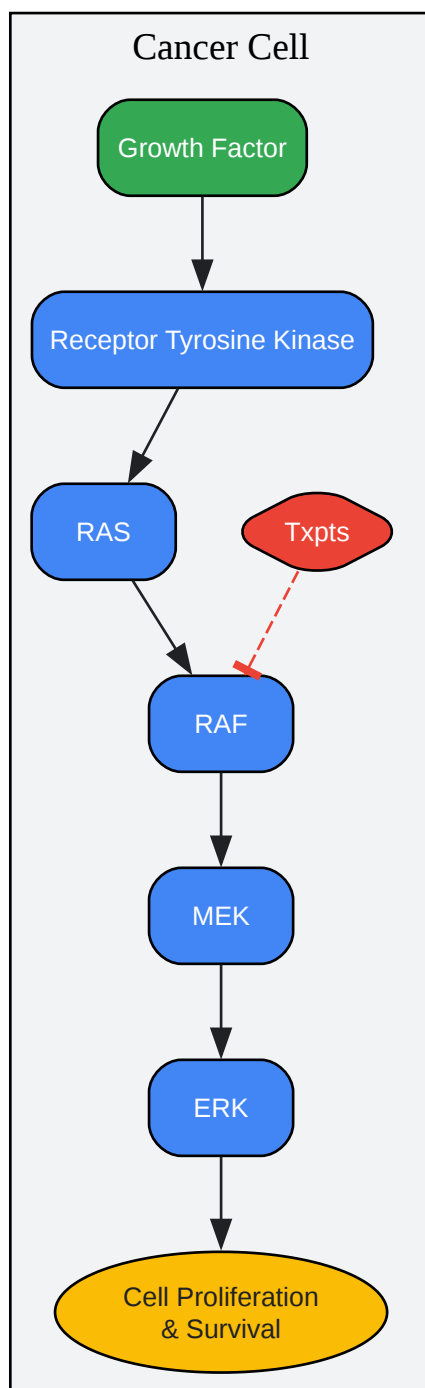 Cancer Cell
Growth Factor
Receptor Tyrosine Kinase
RAS
Txpts
RAF
MEK
ERK
Cell Proliferation
& Survival